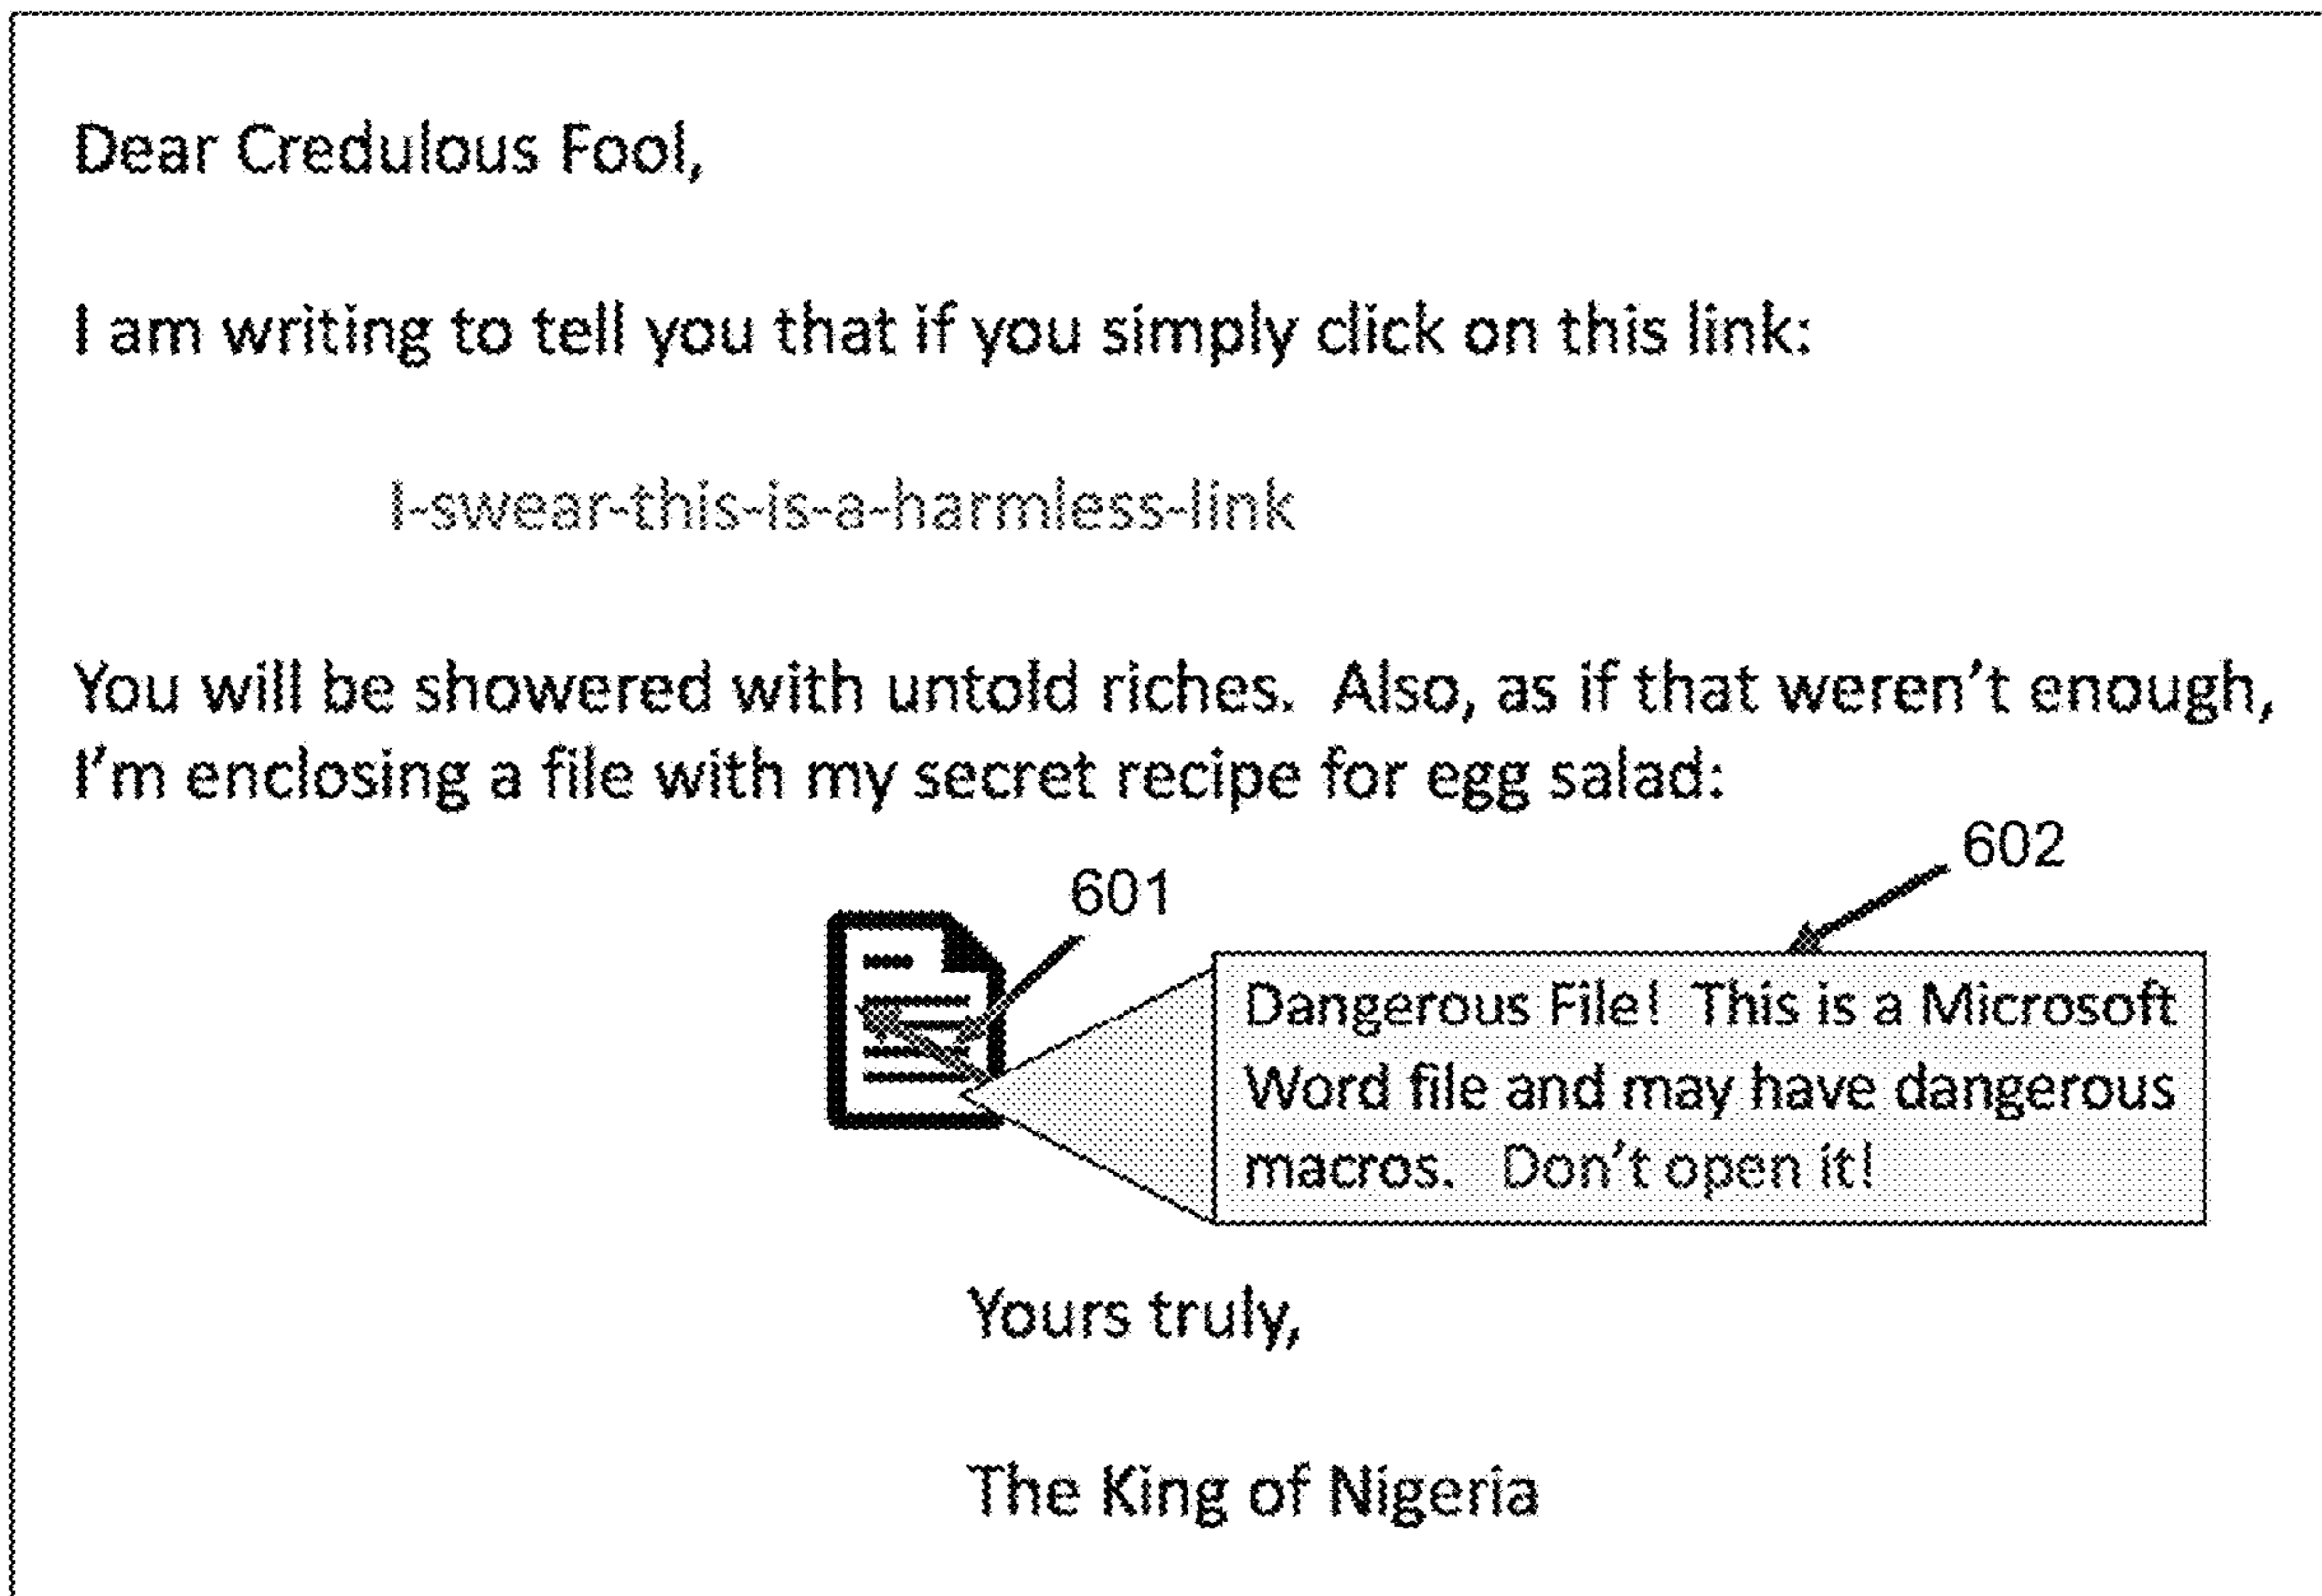 Dear Credulous Fool,
I am writing to tell you that if you simply click on this link:
I-swear-this-is-a-harmless-link
You will be showered with untold riches.  Also, as if that weren't enough,
I'm enclosing a file with my secret recipe for egg salad:
602
601
Dangerous File!  This is a Microsoft
Word file and may have dangerous
macros.   Don't open it!
Yours truly,
The King of Nigeria